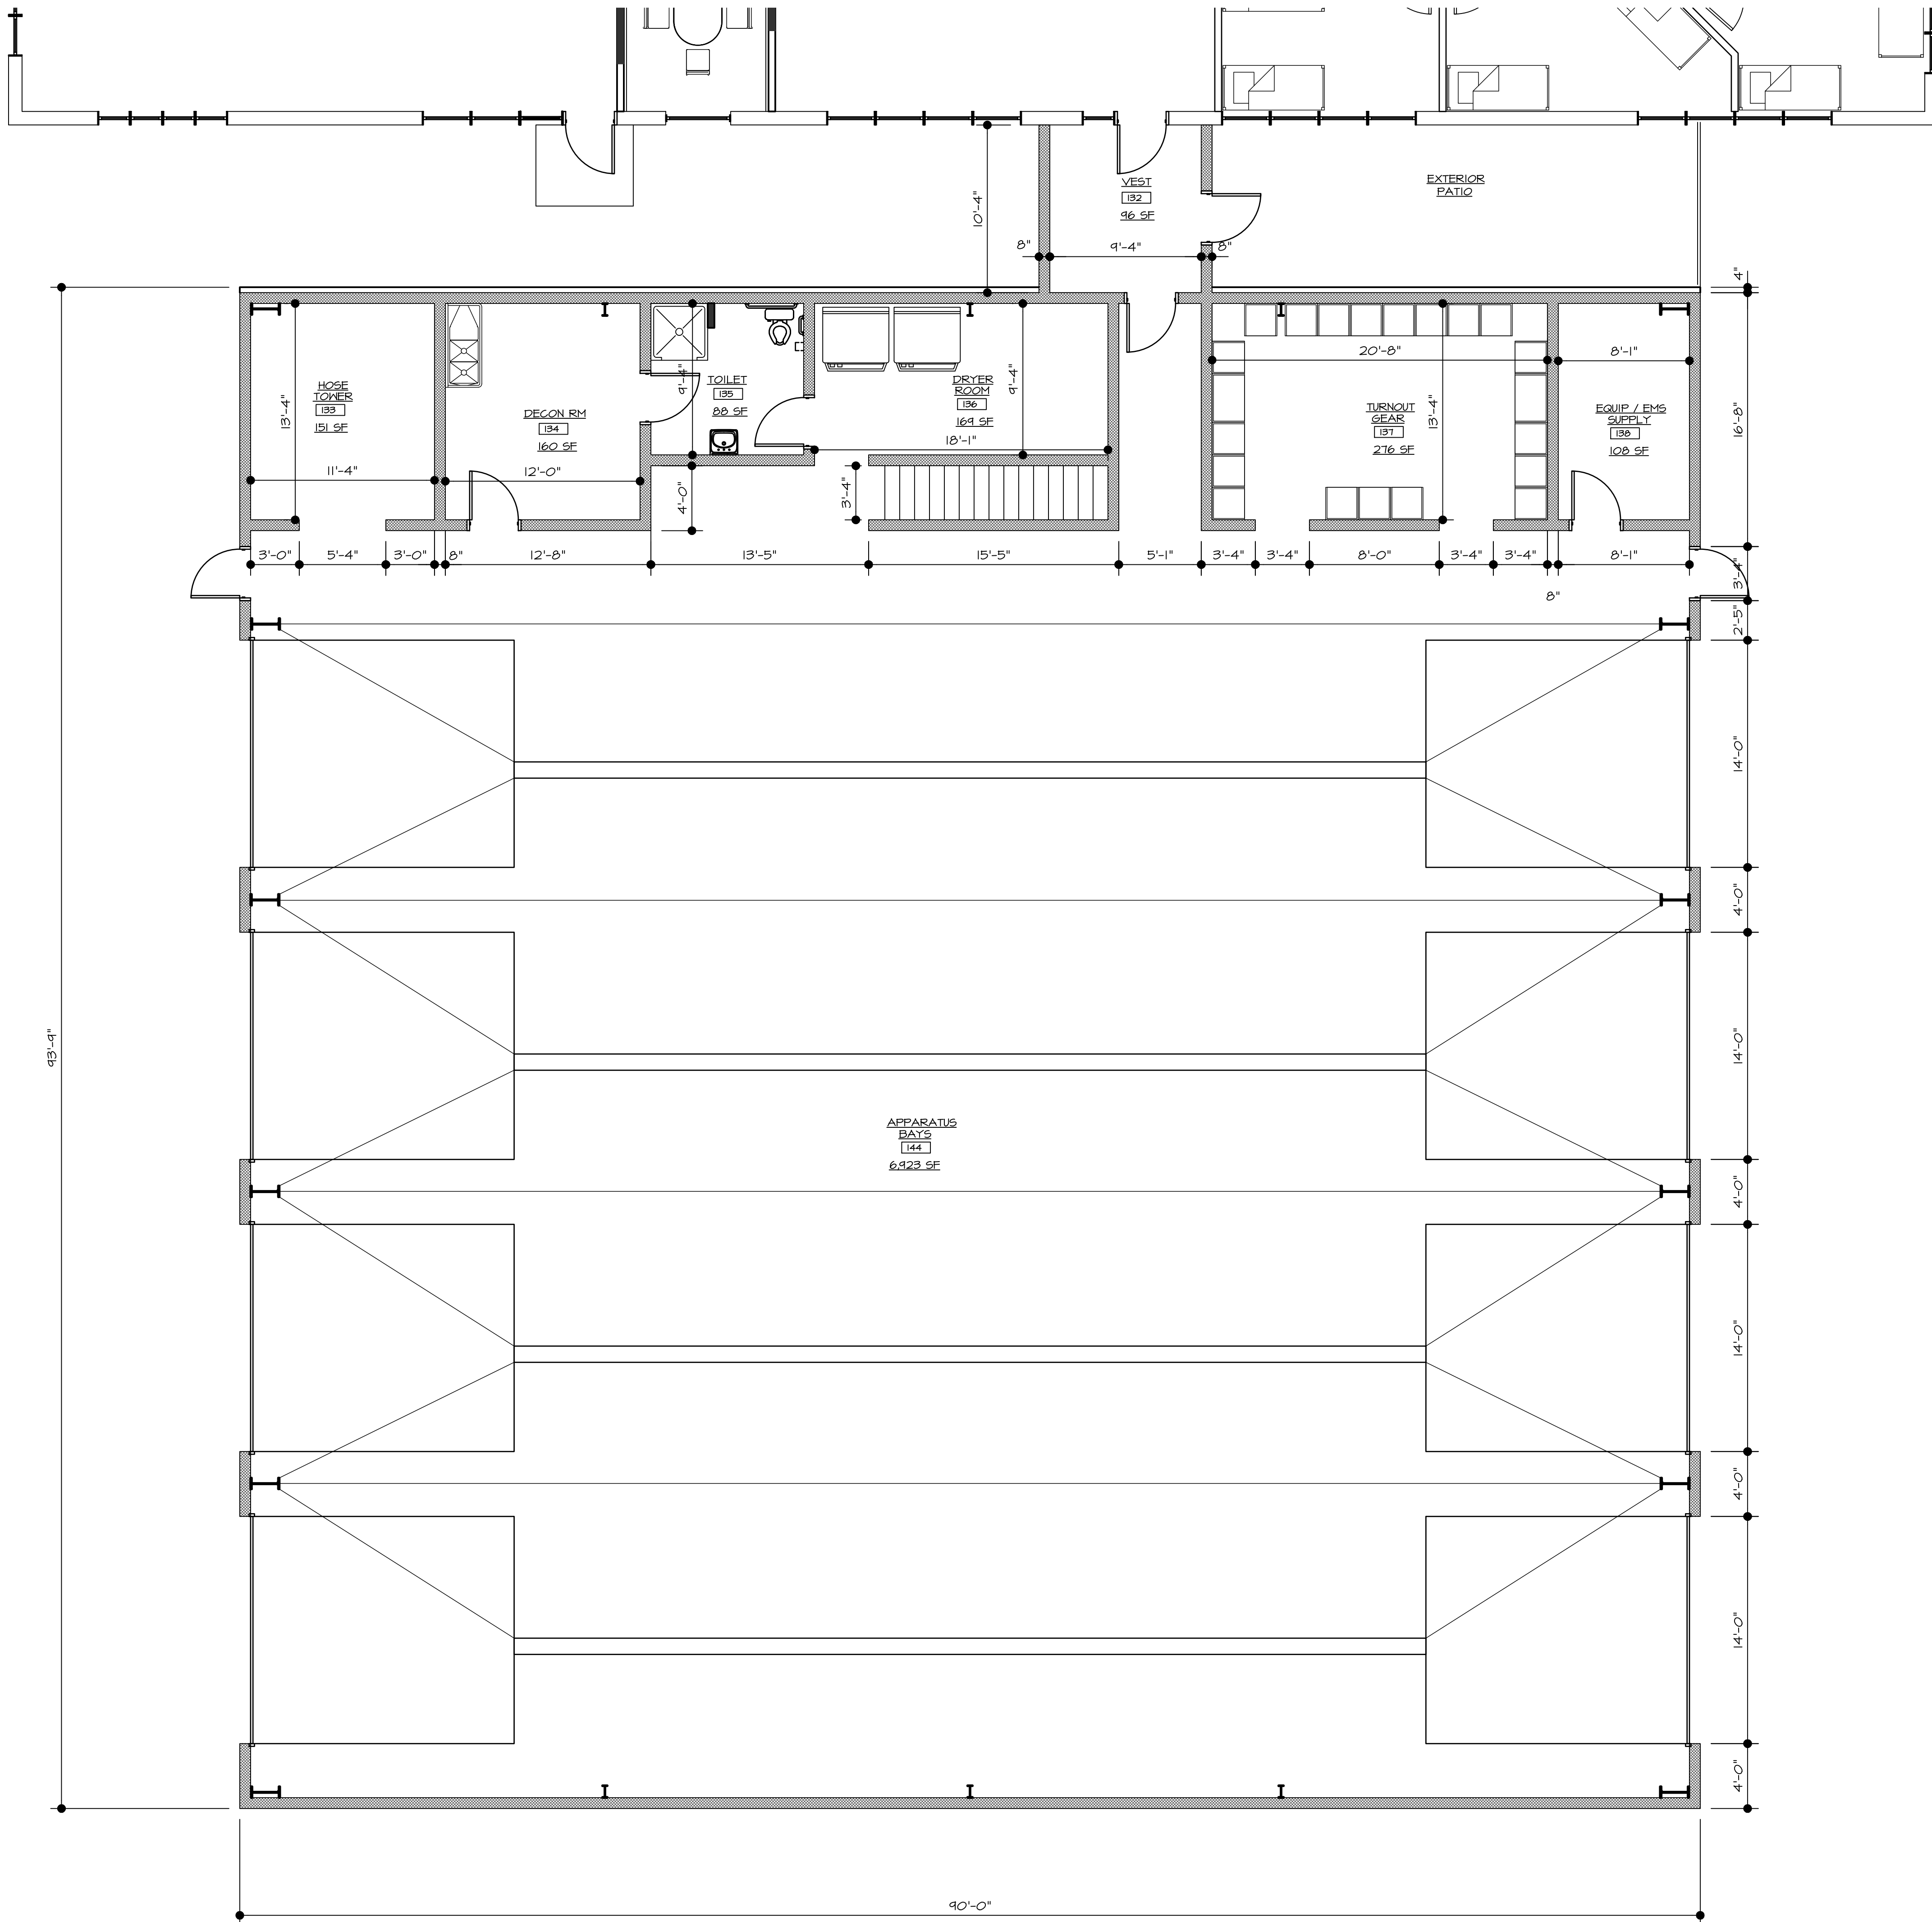 VEST
132
96 SF
EXTERIOR
PATIO
10'-4"
8"
9'-4"
8"
4"
HOSE
TOWER
133
151 SF
13'-4"
11'-4"
DECON RM
134
160 SF
12'-0"
9'-4"
TOILET
135
88 SF
DRYER
ROOM
136
169 SF
9'-4"
18'-1"
4'-0"
3'-4"
20'-8"
TURNOUT
GEAR
137
276 SF
13'-4"
8'-1"
EQUIP / EMS
SUPPLY
138
108 SF
16'-8"
3'-0"
5'-4"
3'-0"
8"
12'-8"
13'-5"
15'-5"
5'-1"
3'-4"
3'-4"
8'-0"
3'-4"
3'-4"
8'-1"
8"
3'-4"
2'-5"
14'-0"
4'-0"
93'-9"
14'-0"
APPARATUS
BAYS
144
6,923 SF
4'-0"
14'-0"
4'-0"
14'-0"
4'-0"
90'-0"